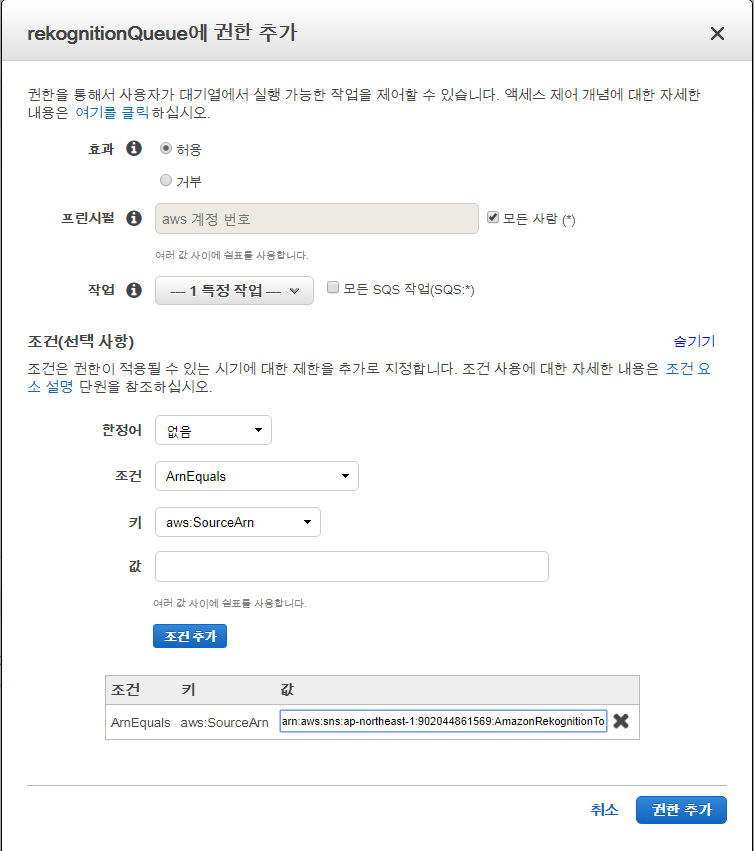 rekognitionQueue에 권한 추가
권한을 통해서 사용자가 대기열에서 실행 가능한 작업을 제어할 수 있습니다. 액세스 제어 개념에 대한 자세한
내용은 여기를 클릭하십시오.
효과 허용
거부
프린시펄 aws 계정 번호 모든 사람 (*)
여러 값 사이에 쉼표를 사용합니다.
작업 --- 1 특정 작업 --- 모든 SQS 작업(SQS:*)
조건(선택 사항) 숨기기
조건은 권한이 적용될 수 있는 시기에 대한 제한을 추가로 지정합니다. 조건 사용에 대한 자세한 내용은 조건 요
소 설명 단원을 참조하십시오.
한정어 없음
조건 ArnEquals
키 aws:SourceArn
값
여러 값 사이에 쉼표를 사용합니다.
조건 추가
조건 키 값
ArnEquals aws:SourceArn arn:aws:sns:ap-northeast-1:902044861569:AmazonRekognitionTo
취소 권한 추가